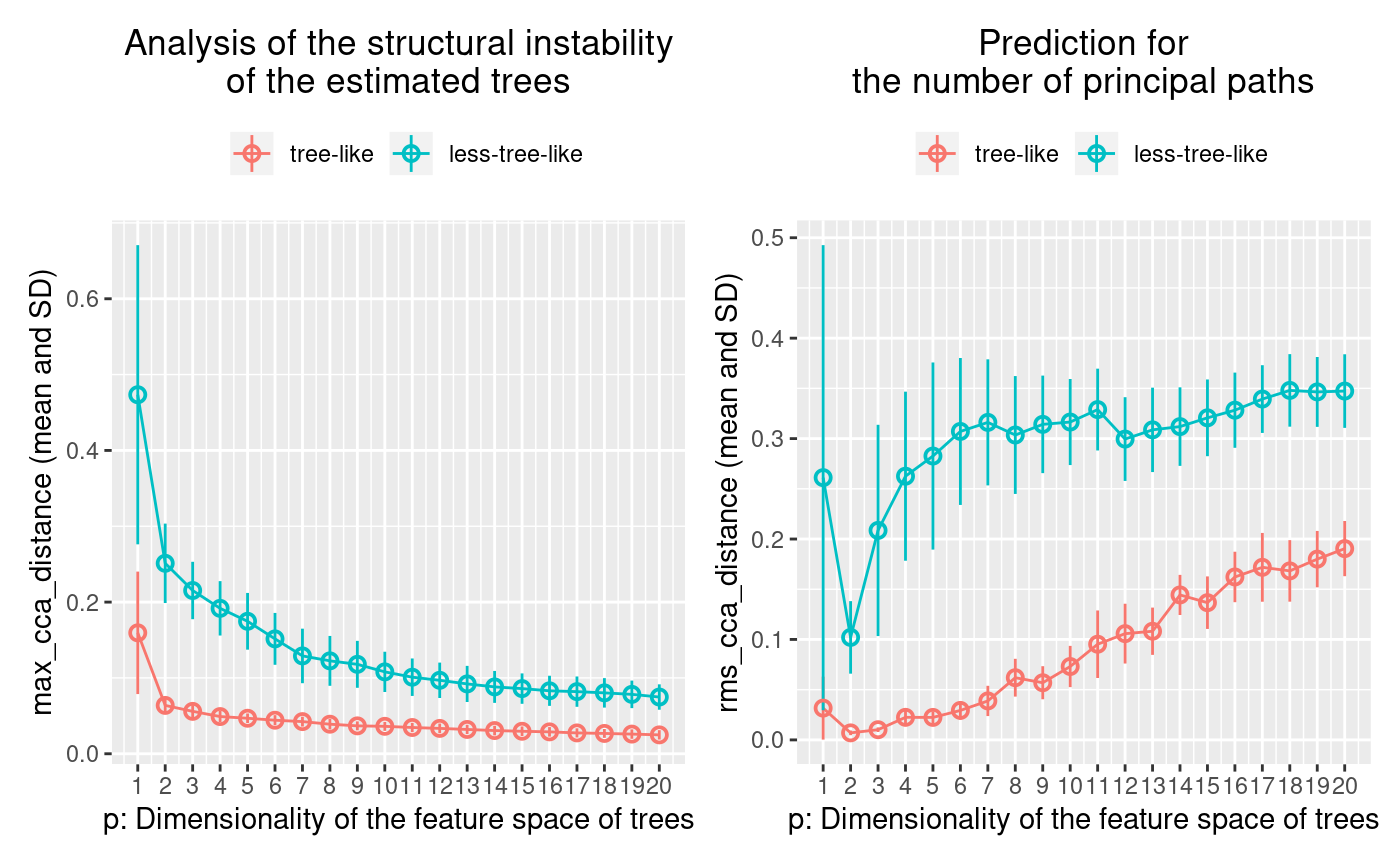 Analysis of the structural instability
of the estimated trees
tree-like less-tree-like
max_cca_distance (mean and SD)
0.6
0.4
0.2
0.0
1 2 3 4 5 6 7 8 9 10 11 12 13 14 15 16 17 18 19 20
p: Dimensionality of the feature space of trees
Prediction for
the number of principal paths
tree-like less-tree-like
rms_cca_distance (mean and SD)
0.5
0.4
0.3
0.2
0.1
0.0
1 2 3 4 5 6 7 8 9 10 11 12 13 14 15 16 17 18 19 20
p: Dimensionality of the feature space of trees